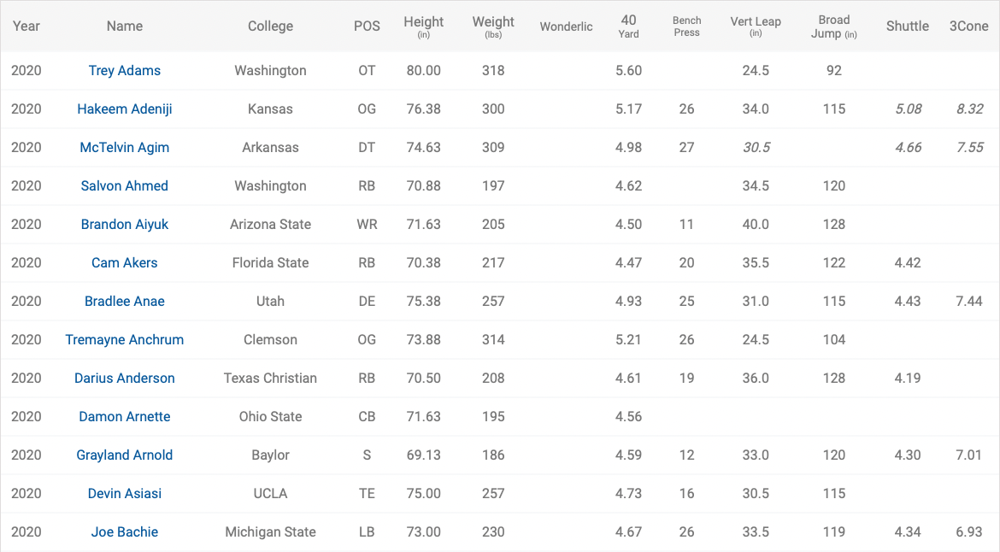 Year Name College POS Height (in) Weight (lbs) Wonderlic 40 Yard Bench Press Vert Leap (in) Broad Jump (in) Shuttle 3Cone
2020 Trey Adams Washington OT 80.00 318 5.60 24.5 92
2020 Hakeem Adeniji Kansas OG 76.38 300 5.17 26 34.0 115 5.08 8.32
2020 McTelvin Agim Arkansas DT 74.63 309 4.98 27 30.5 4.66 7.55
2020 Salvon Ahmed Washington RB 70.88 197 4.62 34.5 120
2020 Brandon Aiyuk Arizona State WR 71.63 205 4.50 11 40.0 128
2020 Cam Akers Florida State RB 70.38 217 4.47 20 35.5 122 4.42
2020 Bradlee Anae Utah DE 75.38 257 4.93 25 31.0 115 4.43 7.44
2020 Tremayne Anchrum Clemson OG 73.88 314 5.21 26 24.5 104
2020 Darius Anderson Texas Christian RB 70.50 208 4.61 19 36.0 128 4.19
2020 Damon Arnette Ohio State CB 71.63 195 4.56
2020 Grayland Arnold Baylor S 69.13 186 4.59 12 33.0 120 4.30 7.01
2020 Devin Asiasi UCLA TE 75.00 257 4.73 16 30.5 115
2020 Joe Bachie Michigan State LB 73.00 230 4.67 26 33.5 119 4.34 6.93